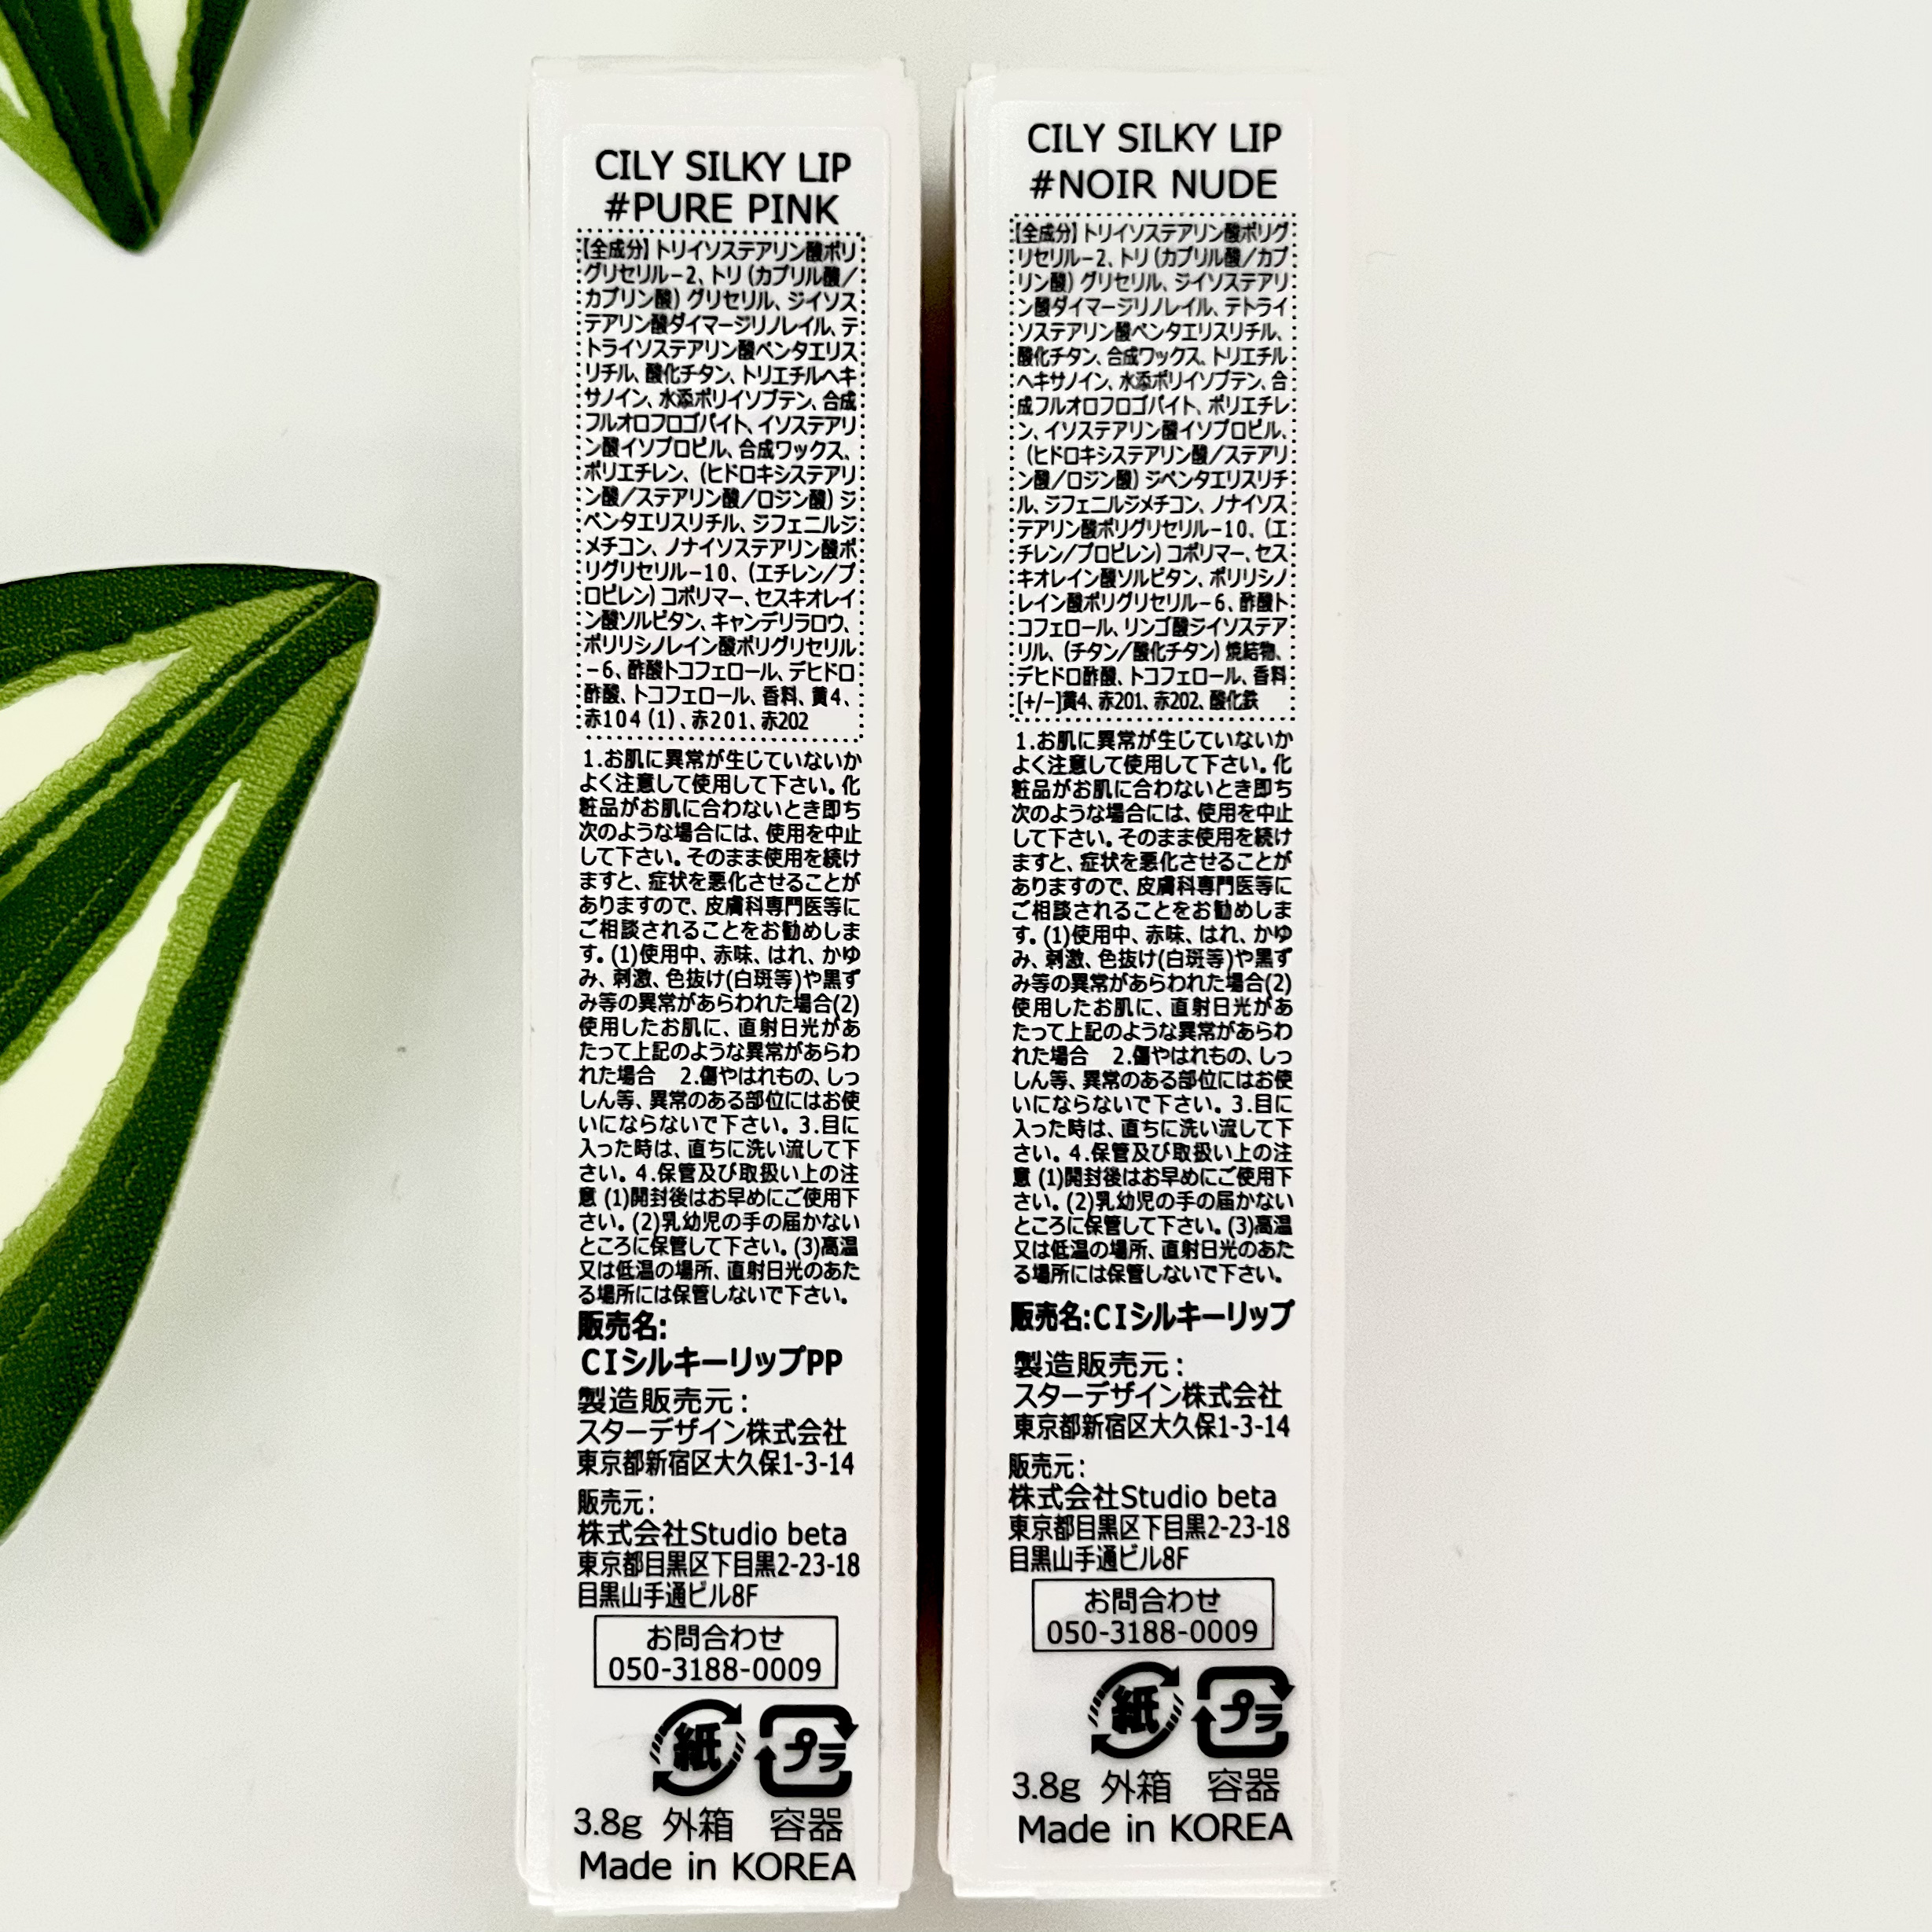 CILY SILKY LIP
#PURE PINK
【全成分】トリイソステアリン酸ポリ
グリセリル−2、トリ(カプリル酸/
カプリン酸)グリセリル、ジイソス
テアリン酸ダイマージリノレイル、テ
トライソステアリン酸ペンタエリス
リチル、酸化チタン、トリエチルヘキ
サノイン、水添ポリイソブテン、合成
フルオロフロゴパイト、イソステアリ
ン酸イソプロピル、合成ワックス、
ポリエチレン、(ヒドロキシステアリ
ン酸/ステアリン酸/ロジン酸)ジ
ペンタエリスリチル、ジフェニルジ
メチコン、ノナイソステアリン酸ポ
リグリセリル−10、(エチレン/プ
ロピレン)コポリマー、セスキオレイ
ン酸ソルビタン、キャンデリラロウ、
ポリリシノレイン酸ポリグリセリル
−6、酢酸トコフェロール、デヒドロ
酢酸、トコフェロール、香料、黄4、
赤104(1)、赤201、赤202
1.お肌に異常が生じていないか
よく注意して使用して下さい。化
粧品がお肌に合わないとき即ち
次のような場合には、使用を中止
して下さい。そのまま使用を続け
ますと、症状を悪化させることが
ありますので、皮膚科専門医等に
ご相談されることをお勧めしま
す。(1)使用中、赤味、はれ、かゆ
み、刺激、色抜け(白斑等)や黒ず
み等の異常があらわれた場合(2)
使用したお肌に、直射日光があ
たって上記のような異常があらわ
れた場合　2.傷やはれもの、しっ
しん等、異常のある部位にはお使
いにならないで下さい。3.目に
入った時は、直ちに洗い流して下
さい。4.保管及び取扱い上の注
意 (1)開封後はお早めにご使用下
さい。(2)乳幼児の手の届かない
ところに保管して下さい。(3)高温
又は低温の場所、直射日光のあた
る場所には保管しないで下さい。
販売名:
CIシルキーリップPP
製造販売元:
スターデザイン株式会社
東京都新宿区大久保1-3-14
販売元:
株式会社Studio beta
東京都目黒区下目黒2-23-18
目黒山手通ビル8F
お問合わせ
050-3188-0009
紙 プラ
3.8g 外箱 容器
Made in KOREA
CILY SILKY LIP
#NOIR NUDE
【全成分】トリイソステアリン酸ポリグ
リセリル−2、トリ(カプリル酸/カプ
リン酸)グリセリル、ジイソステアリ
ン酸ダイマージリノレイル、テトライ
ソステアリン酸ペンタエリスリチル、
酸化チタン、合成ワックス、トリエチル
ヘキサノイン、水添ポリイソブテン、合
成フルオロフロゴパイト、ポリエチレ
ン、イソステアリン酸イソプロピル、
(ヒドロキシステアリン酸/ステアリ
ン酸/ロジン酸)ジペンタエリスリチ
ル、ジフェニルジメチコン、ノナイソス
テアリン酸ポリグリセリル−10、(エ
チレン/プロピレン)コポリマー、セス
キオレイン酸ソルビタン、ポリリシノ
レイン酸ポリグリセリル−6、酢酸ト
コフェロール、リンゴ酸ジイソステア
リル、(チタン/酸化チタン)焼結物、
デヒドロ酢酸、トコフェロール、香料
[+/−]黄4、赤201、赤202、酸化鉄
1.お肌に異常が生じていないか
よく注意して使用して下さい。化
粧品がお肌に合わないとき即ち
次のような場合には、使用を中止
して下さい。そのまま使用を続け
ますと、症状を悪化させることが
ありますので、皮膚科専門医等に
ご相談されることをお勧めしま
す。(1)使用中、赤味、はれ、かゆ
み、刺激、色抜け(白斑等)や黒ず
み等の異常があらわれた場合(2)
使用したお肌に、直射日光があ
たって上記のような異常があらわ
れた場合　2.傷やはれもの、しっ
しん等、異常のある部位にはお使
いにならないで下さい。3.目に
入った時は、直ちに洗い流して下
さい。4.保管及び取扱い上の注
意 (1)開封後はお早めにご使用下
さい。(2)乳幼児の手の届かない
ところに保管して下さい。(3)高温
又は低温の場所、直射日光のあた
る場所には保管しないで下さい。
販売名:CIシルキーリップ
製造販売元:
スターデザイン株式会社
東京都新宿区大久保1-3-14
販売元:
株式会社Studio beta
東京都目黒区下目黒2-23-18
目黒山手通ビル8F
お問合わせ
050-3188-0009
紙 プラ
3.8g 外箱 容器
Made in KOREA